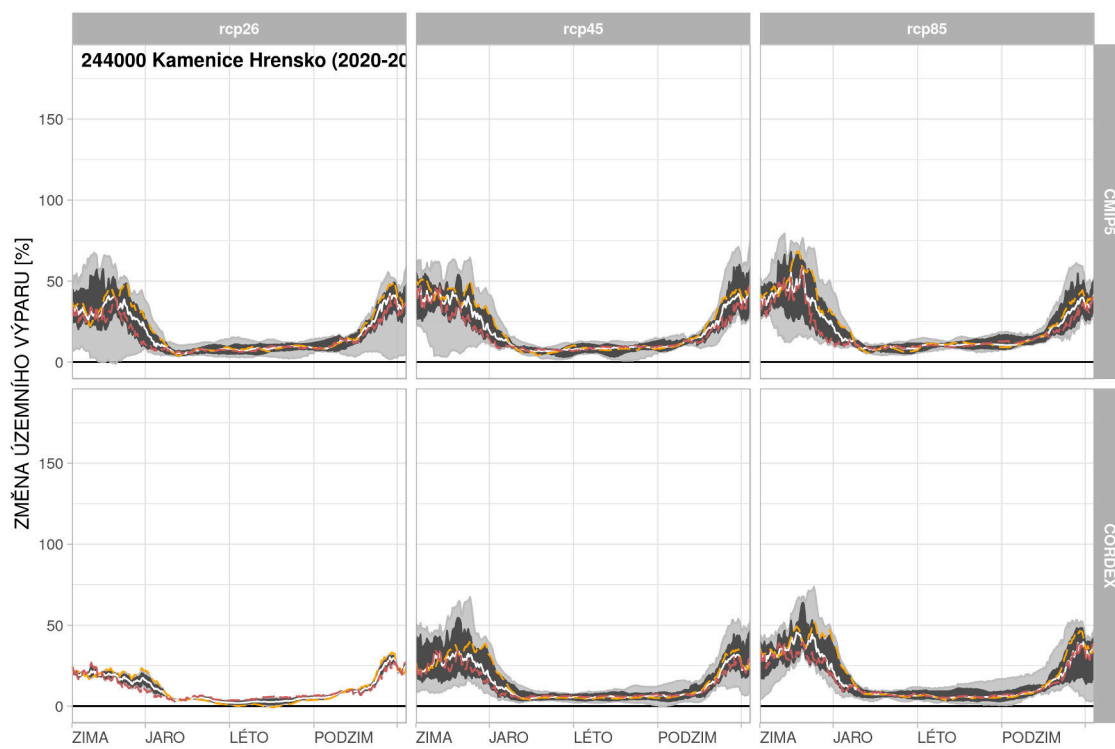 rcp26 rcp45 rcp85
244000 Kamenice Hrensko (2020-20
CMIP5
150
100
50
0
ZMĚNA ÚZEMNÍHO VÝPARU [%]
CORDEX
150
100
50
0
ZIMA JARO LÉTO PODZIM ZIMA JARO LÉTO PODZIM ZIMA JARO LÉTO PODZIM